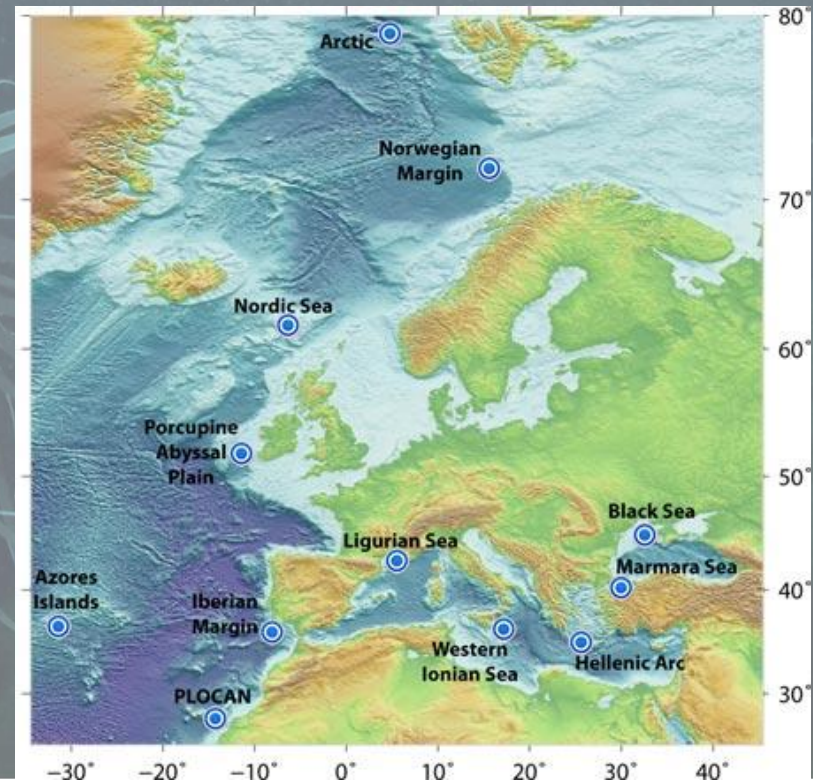 80°
Arctic
Norwegian
Margin
70°
Nordic Sea
60°
Porcupine
Abyssal
Plain
50°
Black Sea
Ligurian Sea
Marmara Sea
Azores
Islands
40°
Iberian
Margin
Western
Ionian Sea
Hellenic Arc
PLOCAN
30°
−30° −20° −10° 0° 10° 20° 30° 40°